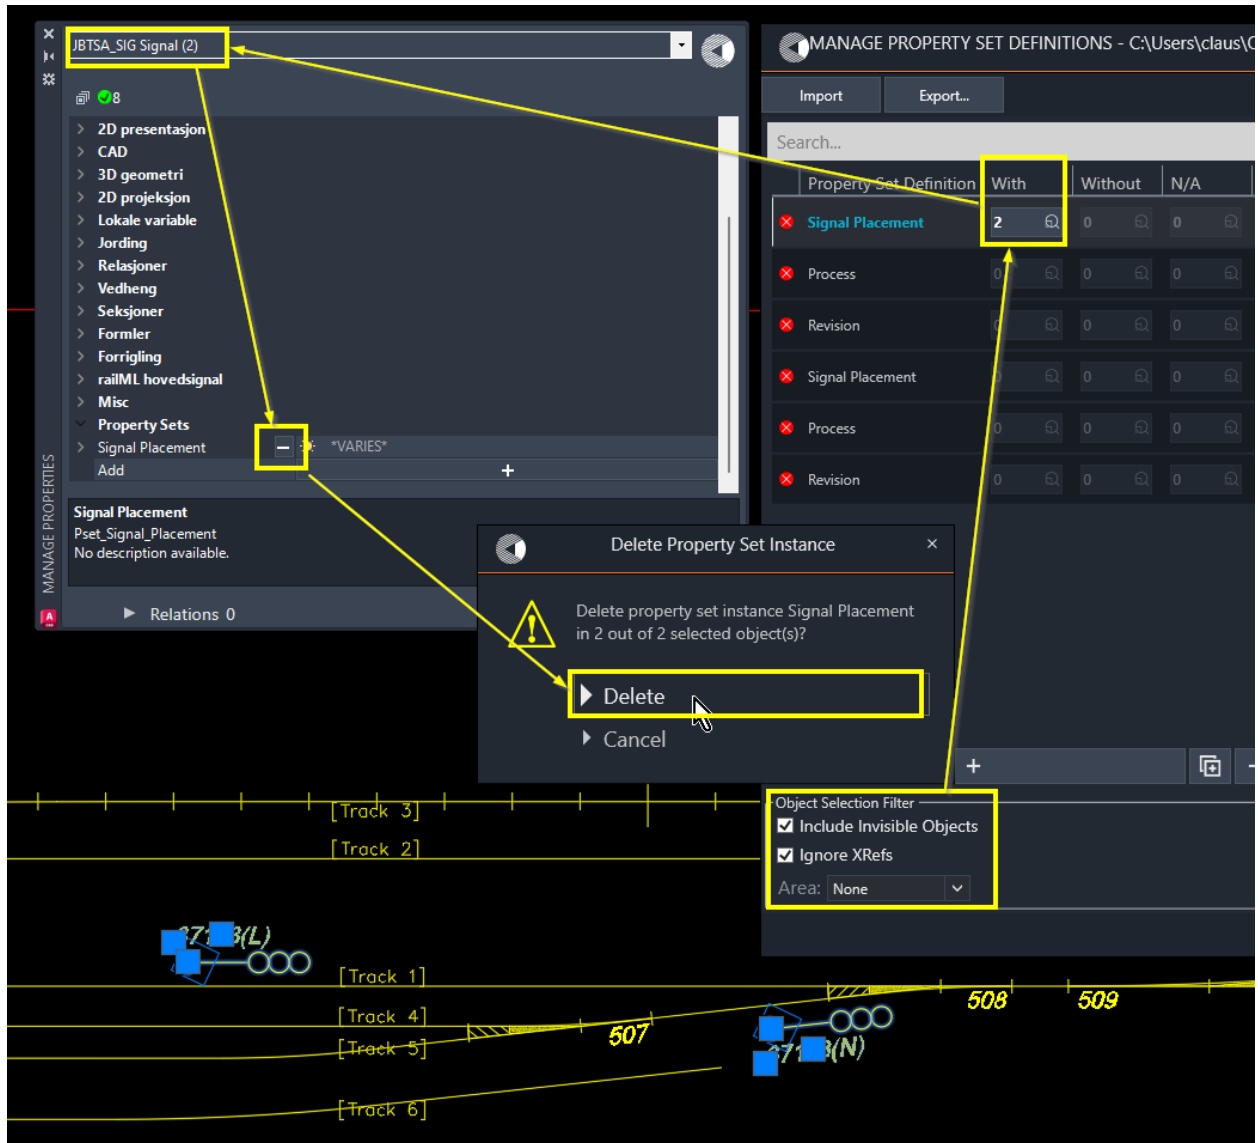 JBTSA_SIG Signal (2)
8
2D presentasjon
CAD
3D geometri
2D projeksjon
Lokale variable
Jording
Relasjoner
Vedheng
Seksjoner
Formler
Forrigling
railML hovedsignal
Misc
Property Sets
Signal Placement *VARIES*
Add +
Signal Placement
Pset_Signal_Placement
No description available.
Relations 0
MANAGE PROPERTIES
MANAGE PROPERTY SET DEFINITIONS - C:\Users\claus\
Import Export...
Search...
Property Set Definition With Without N/A
Signal Placement 2 0 0
Process 0 0 0
Revision 0 0 0
Signal Placement 0 0 0
Process 0 0 0
Revision 0 0 0
Delete Property Set Instance
Delete property set instance Signal Placement
in 2 out of 2 selected object(s)?
Delete
Cancel
Object Selection Filter
Include Invisible Objects
Ignore XRefs
Area: None
[Track 3]
[Track 2]
[Track 1]
[Track 4]
[Track 5]
[Track 6]
507
508
509